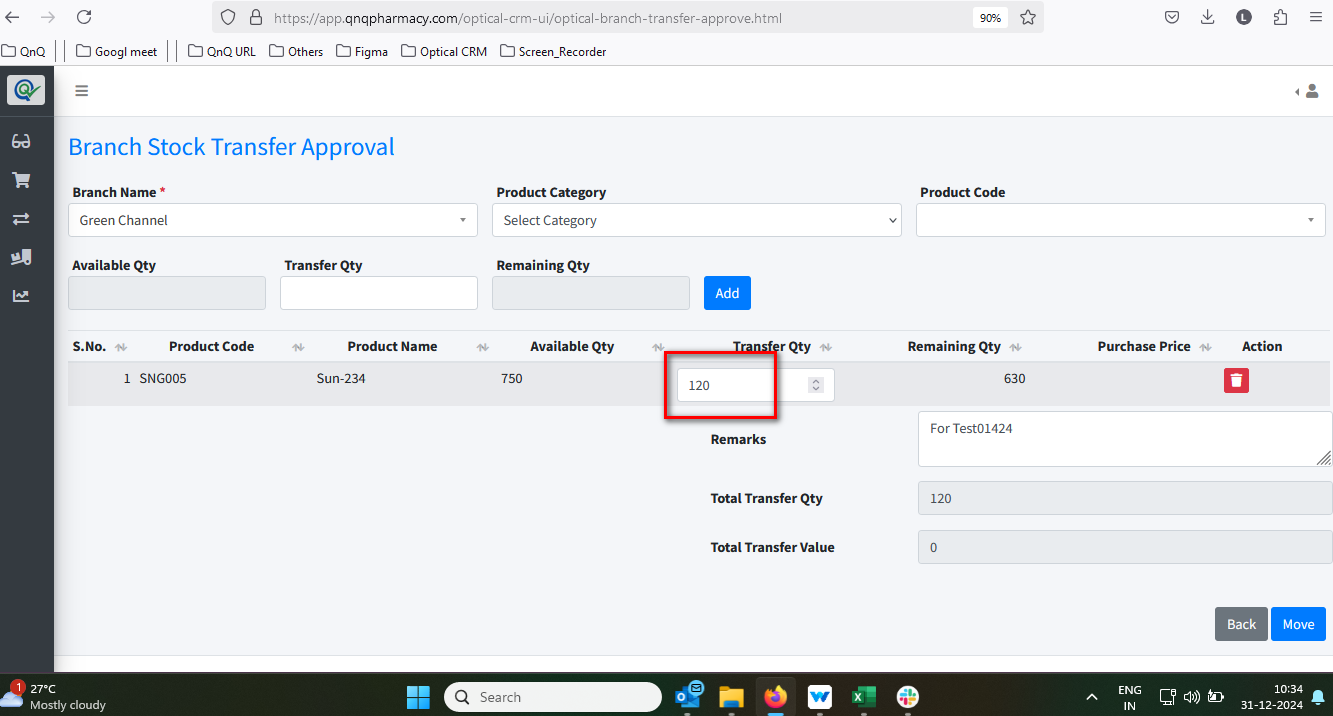 https://app.qnqpharmacy.com/optical-crm-ui/optical-branch-transfer-approve.html
90%
L
QnQ
Googl meet
QnQ URL
Others
Figma
Optical CRM
Screen_Recorder
Branch Stock Transfer Approval
Branch Name *
Product Category
Product Code
Green Channel
Select Category
Available Qty
Transfer Qty
Remaining Qty
Add
S.No. Product Code Product Name Available Qty Transfer Qty Remaining Qty Purchase Price Action
1 SNG005 Sun-234 750 120 630
Remarks
For Test01424
Total Transfer Qty
120
Total Transfer Value
0
Back
Move
1
27°C
Mostly cloudy
Search
ENG
IN
10:34
31-12-2024